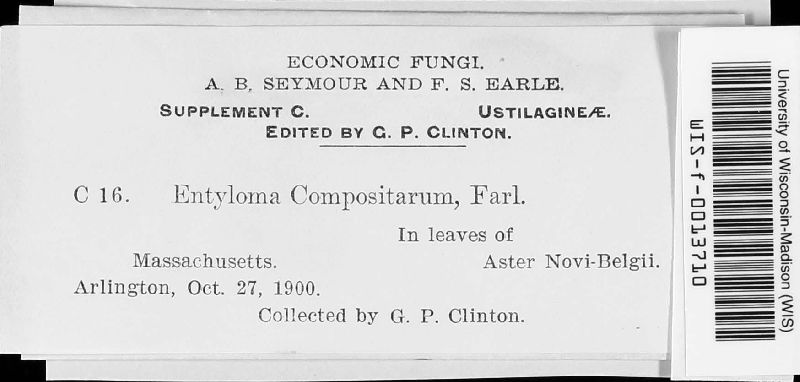 ECONOMIC FUNGI.
A. B. SEYMOUR AND F. S. EARLE.
SUPPLEMENT C. USTILAGINEÆ.
EDITED BY G. P. CLINTON.
C 16. Entyloma Compositarum, Farl.
In leaves of
Massachusetts. Aster Novi-Belgii.
Arlington, Oct. 27, 1900.
Collected by G. P. Clinton.
University of Wisconsin-Madison (WIS)
WIS-f-0013710